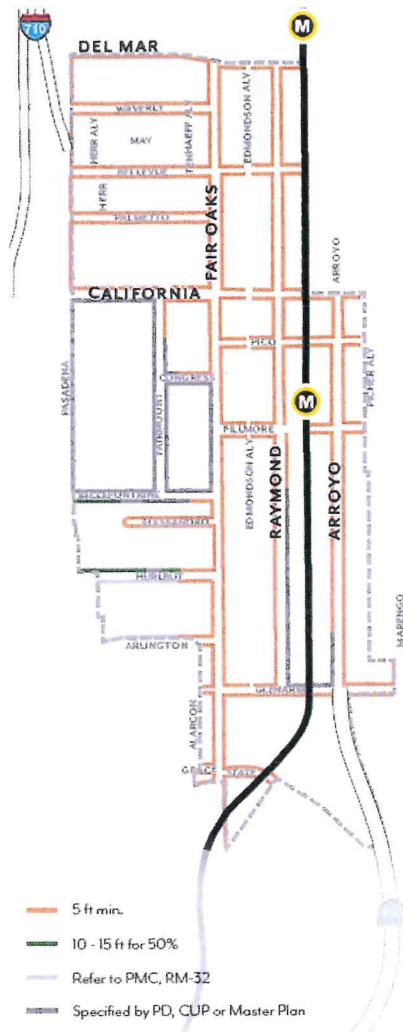 710
M
DEL MAR
WAVERLY
HERR ALY
MAY
EDMONDSON ALY
BELLEVUE
HERR
PALMETTO
FAIR OAKS
ARROYO
CALIFORNIA
PICO
PASADENA
CONGRESS
FAIRMOUNT
PILCHER ALY
M
FILLMORE
EDMONDSON ALY
RAYMOND
ARROYO
BELLEFONTAINE
ALESSANDRO
HURLBUT
MARENGO
ARLINGTON
GLENARM
ALARCON
GRACE
STATE
5 ft min.
10 - 15 ft for 50%
Refer to PMC, RM-32
Specified by PD, CUP or Master Plan